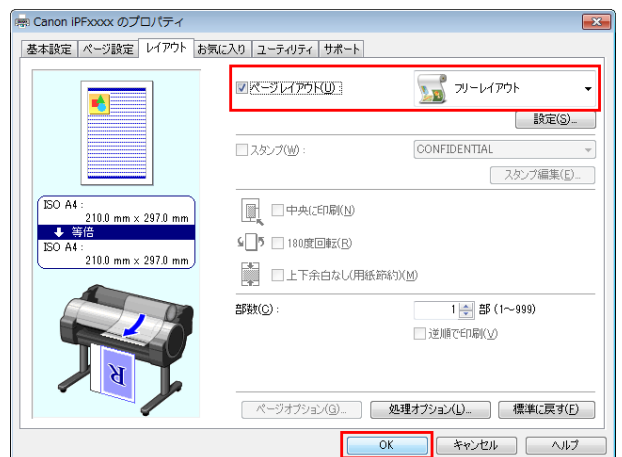 Canon iPFxxxx のプロパティ
基本設定 ページ設定 レイアウト お気に入り ユーティリティ サポート
ページレイアウト(U) : フリーレイアウト
設定(S)...
スタンプ(W) : CONFIDENTIAL
スタンプ編集(E)...
ISO A4 :
210.0 mm x 297.0 mm
等倍
ISO A4 :
210.0 mm x 297.0 mm
中央に印刷(N)
180度回転(R)
上下余白なし(用紙節約)(M)
部数(C) : 1 部 (1～999)
逆順で印刷(V)
R
ページオプション(G)... 処理オプション(L)... 標準に戻す(F)
OK キャンセル ヘルプ